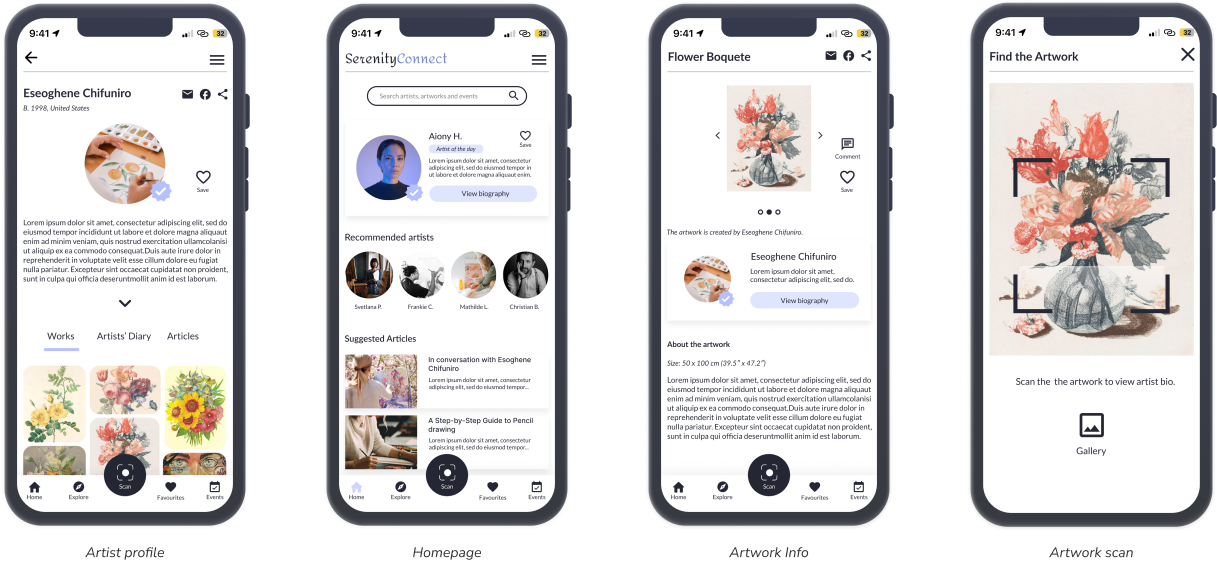 9:41
32
Eseoghene Chifuniro
B. 1998, United States
Save
Lorem ipsum dolor sit amet, consectetur adipiscing elit, sed do
eiusmod tempor incididunt ut labore et dolore magna aliquaut
enim ad minim veniam, quis nostrud exercitation ullamcolanisi
ut aliquip ex ea commodo consequat.Duis aute irure dolor in
reprehenderit in voluptate velit esse cillum dolore eu fugiat
nulla pariatur. Excepteur sint occaecat cupidatat non proident,
sunt in culpa qui officia deseruntmollit anim id est laborum.
Works
Artists' Diary
Articles
Home
Explore
Scan
Favourites
Events
Artist profile
9:41
32
SerenityConnect
Search artists, artworks and events
Aiony H.
Artist of the day
Save
Lorem ipsum dolor sit amet, consectetur
adipiscing elit, sed do eiusmod tempor in
ut labore et dolore magna aliquaut enim.
View biography
Recommended artists
Svetlana P.
Frankie C.
Mathilde L.
Christian B.
Suggested Articles
In conversation with Esoghene
Chifuniro
Lorem ipsum dolor sit amet, consectetur
adipiscing elit, sed do eiusmod tempor...
A Step-by-Step Guide to Pencil
drawing
Lorem ipsum dolor sit amet, consectetur
adipiscing elit, sed do eiusmod tempor...
Home
Explore
Scan
Favourites
Events
Homepage
9:41
32
Flower Boquete
Comment
Save
The artwork is created by Eseoghene Chifuniro.
Eseoghene Chifuniro
Lorem ipsum dolor sit amet, consectetur
adipiscing elit, sed do.
View biography
About the artwork
Size: 50 x 100 cm (39.5" x 47.2")
Lorem ipsum dolor sit amet, consectetur adipiscing elit, sed do
eiusmod tempor incididunt ut labore et dolore magna aliquaut
enim ad minim veniam, quis nostrud exercitation ullamcolanisi
ut aliquip ex ea commodo consequat.Duis aute irure dolor in
reprehenderit in voluptate velit esse cillum dolore eu fugiat
nulla pariatur. Excepteur sint occaecat cupidatat non proident,
sunt in culpa qui officia deseruntmollit anim id est laborum.
Home
Explore
Scan
Favourites
Events
Artwork Info
9:41
32
Find the Artwork
Scan the the artwork to view artist bio.
Gallery
Artwork scan